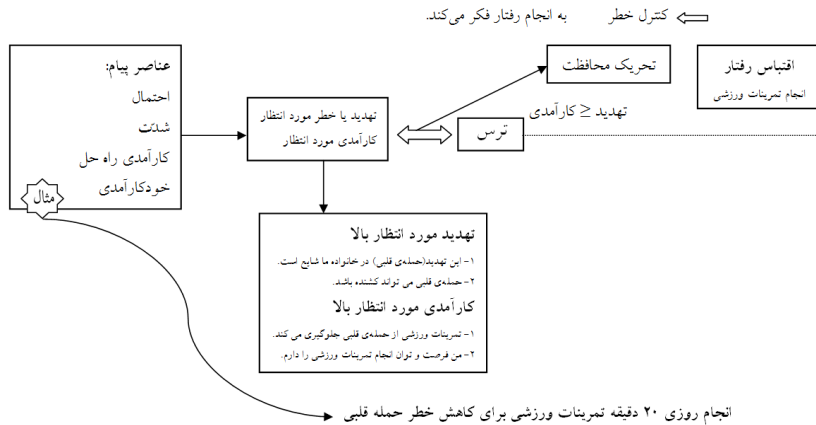 کنترل خطر ⇐ به انجام رفتار فکر می‌کند.
عناصر پیام:
احتمال
شدّت
کارآمدی راه حل
خودکارآمدی
مثال
تهدید یا خطر مورد انتظار
کارآمدی مورد انتظار
ترس
تهدید ≤ کارآمدی
تحریک محافظت
اقتباس رفتار
انجام تمرینات ورزشی
تهدید مورد انتظار بالا
۱- این تهدید(حمله‌ی قلبی) در خانواده ما شایع است.
۲- حمله‌ی قلبی می تواند کشنده باشد.
کارآمدی مورد انتظار بالا
۱- تمرینات ورزشی از حمله‌ی قلبی جلوگیری می کند.
۲- من فرصت و توان انجام تمرینات ورزشی را دارم.
انجام روزی ۲۰ دقیقه تمرینات ورزشی برای کاهش خطر حمله قلبی